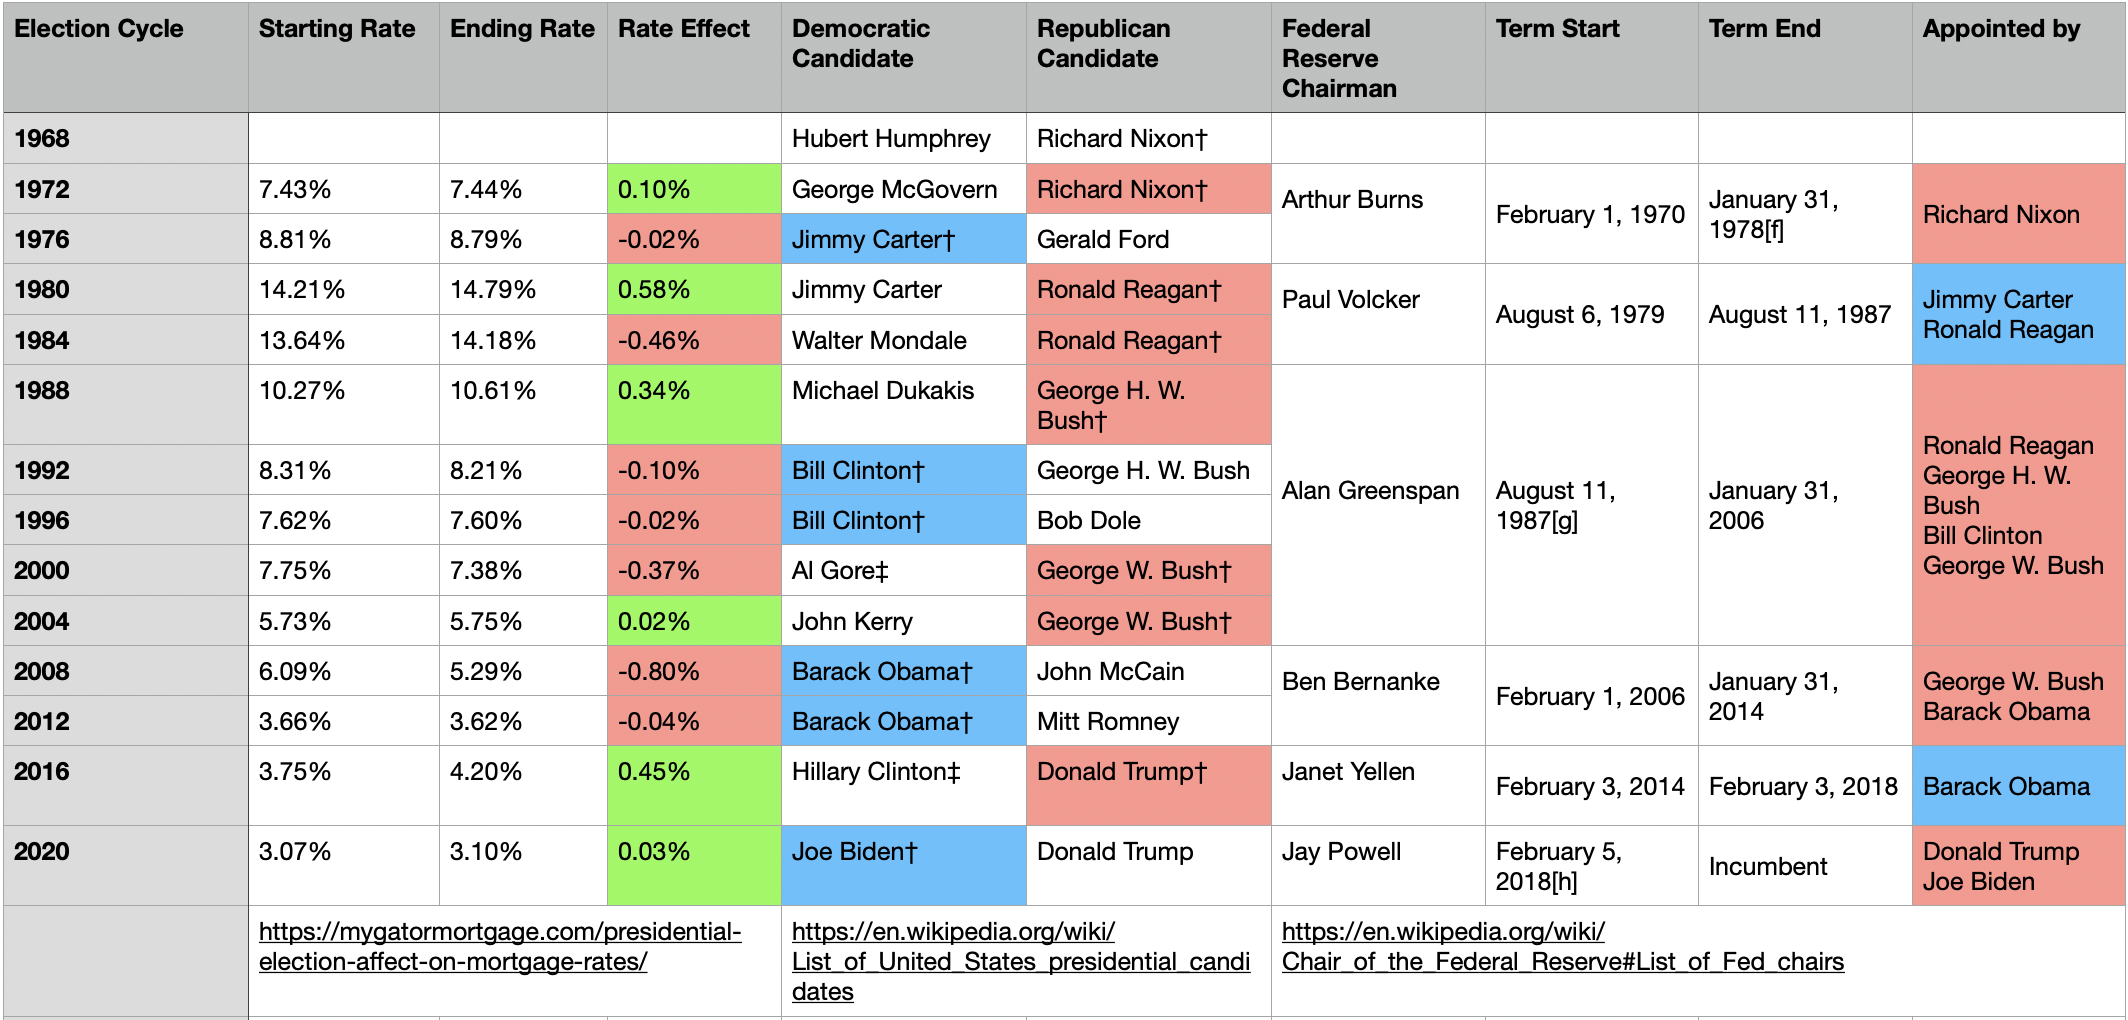 Election Cycle Starting Rate Ending Rate Rate Effect Democratic Candidate Republican Candidate Federal Reserve Chairman Term Start Term End Appointed by
1968 Hubert Humphrey Richard Nixon†
1972 7.43% 7.44% 0.10% George McGovern Richard Nixon† Arthur Burns February 1, 1970 January 31, 1978[f] Richard Nixon
1976 8.81% 8.79% -0.02% Jimmy Carter† Gerald Ford
1980 14.21% 14.79% 0.58% Jimmy Carter Ronald Reagan† Paul Volcker August 6, 1979 August 11, 1987 Jimmy Carter Ronald Reagan
1984 13.64% 14.18% -0.46% Walter Mondale Ronald Reagan†
1988 10.27% 10.61% 0.34% Michael Dukakis George H. W. Bush† Alan Greenspan August 11, 1987[g] January 31, 2006 Ronald Reagan George H. W. Bush Bill Clinton George W. Bush
1992 8.31% 8.21% -0.10% Bill Clinton† George H. W. Bush
1996 7.62% 7.60% -0.02% Bill Clinton† Bob Dole
2000 7.75% 7.38% -0.37% Al Gore‡ George W. Bush†
2004 5.73% 5.75% 0.02% John Kerry George W. Bush†
2008 6.09% 5.29% -0.80% Barack Obama† John McCain Ben Bernanke February 1, 2006 January 31, 2014 George W. Bush Barack Obama
2012 3.66% 3.62% -0.04% Barack Obama† Mitt Romney
2016 3.75% 4.20% 0.45% Hillary Clinton‡ Donald Trump† Janet Yellen February 3, 2014 February 3, 2018 Barack Obama
2020 3.07% 3.10% 0.03% Joe Biden† Donald Trump Jay Powell February 5, 2018[h] Incumbent Donald Trump Joe Biden
https://mygatormortgage.com/presidential-election-affect-on-mortgage-rates/ https://en.wikipedia.org/wiki/List_of_United_States_presidential_candidates https://en.wikipedia.org/wiki/Chair_of_the_Federal_Reserve#List_of_Fed_chairs